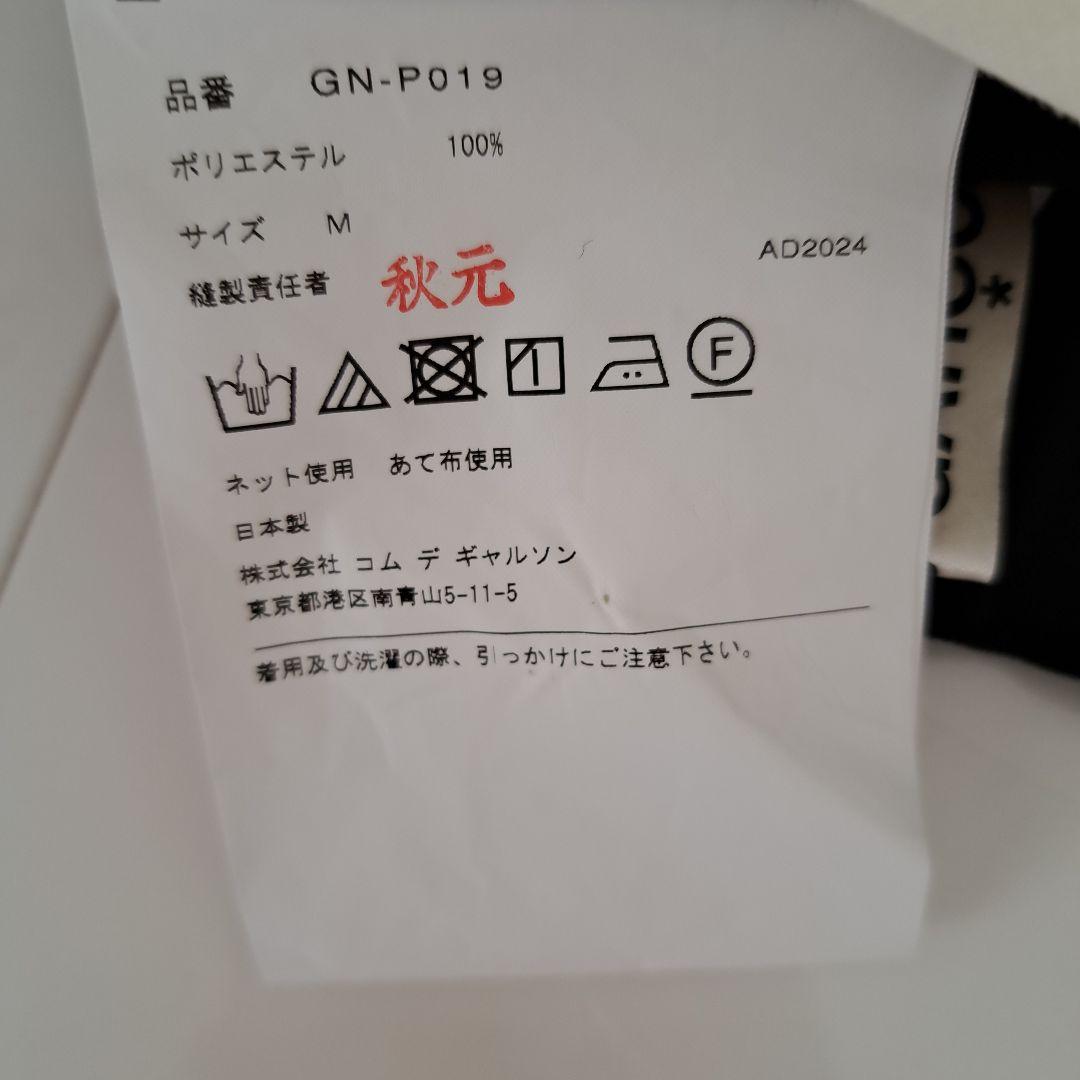 品番 GN-P019
ポリエステル 100%
サイズ M
縫製責任者 秋元
AD2024
F
ネット使用 あて布使用
日本製
株式会社 コム デ ギャルソン
東京都港区南青山5-11-5
着用及び洗濯の際、引っかけにご注意下さい。